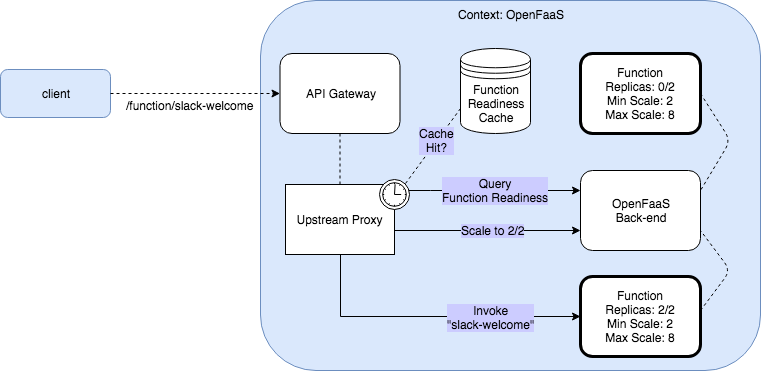 Context: OpenFaaS
client
/function/slack-welcome
API Gateway
Function
Readiness
Cache
Function
Replicas: 0/2
Min Scale: 2
Max Scale: 8
Cache
Hit?
Upstream Proxy
Query
Function Readiness
Scale to 2/2
OpenFaaS
Back-end
Invoke
"slack-welcome"
Function
Replicas: 2/2
Min Scale: 2
Max Scale: 8